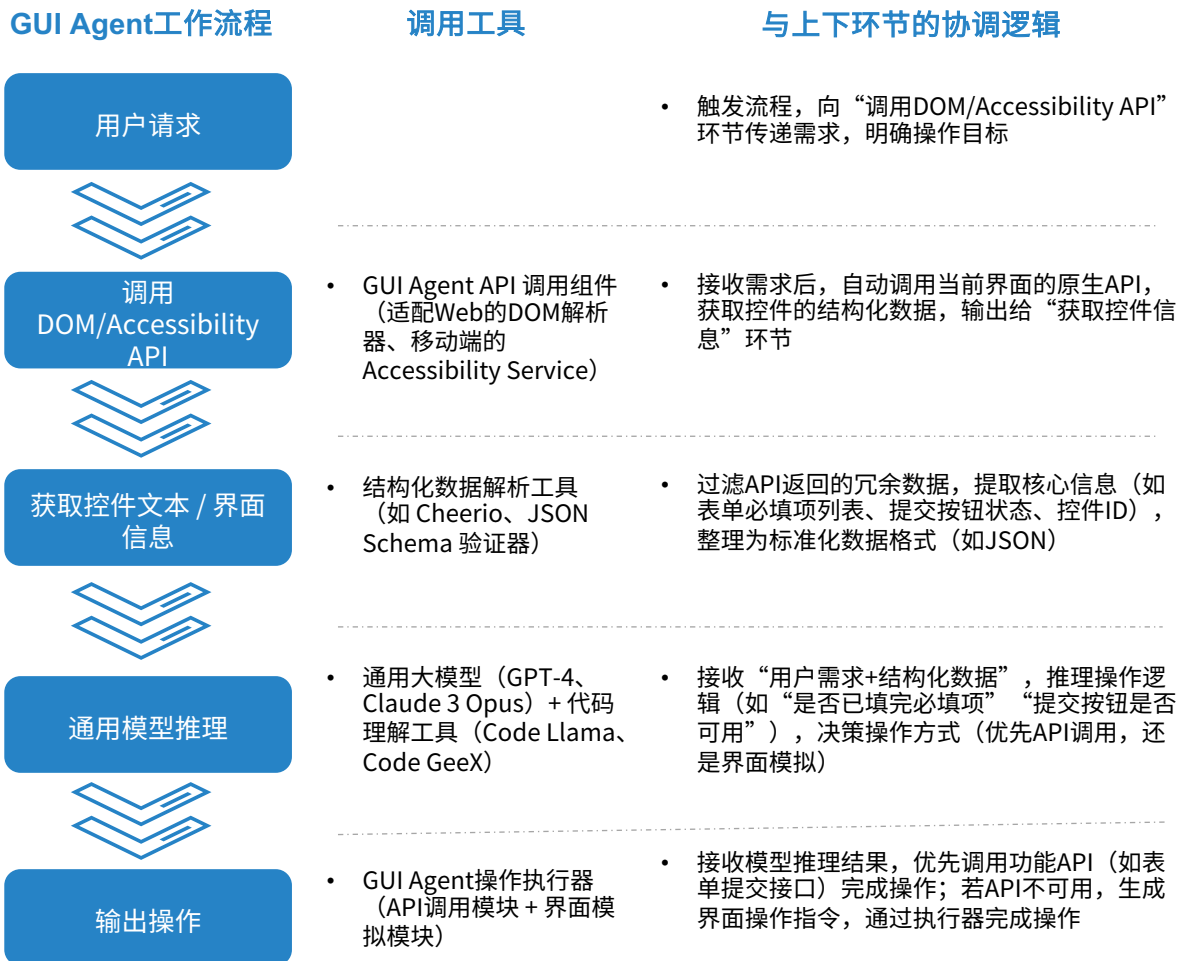 GUI Agent工作流程
调用工具
与上下环节的协调逻辑
用户请求
• 触发流程，向“调用DOM/Accessibility API”
环节传递需求，明确操作目标
调用
DOM/Accessibility
API
• GUI Agent API 调用组件
（适配Web的DOM解析
器、移动端的
Accessibility Service）
• 接收需求后，自动调用当前界面的原生API，
获取控件的结构化数据，输出给“获取控件信
息”环节
获取控件文本 / 界面
信息
• 结构化数据解析工具
（如 Cheerio、JSON
Schema 验证器）
• 过滤API返回的冗余数据，提取核心信息（如
表单必填项列表、提交按钮状态、控件ID），
整理为标准化数据格式（如JSON）
通用模型推理
• 通用大模型（GPT-4、
Claude 3 Opus）+ 代码
理解工具（Code Llama、
Code GeeX）
• 接收“用户需求+结构化数据”，推理操作逻
辑（如“是否已填完必填项”“提交按钮是否
可用”），决策操作方式（优先API调用，还
是界面模拟）
输出操作
• GUI Agent操作执行器
（API调用模块 + 界面模
拟模块）
• 接收模型推理结果，优先调用功能API（如表
单提交接口）完成操作；若API不可用，生成
界面操作指令，通过执行器完成操作